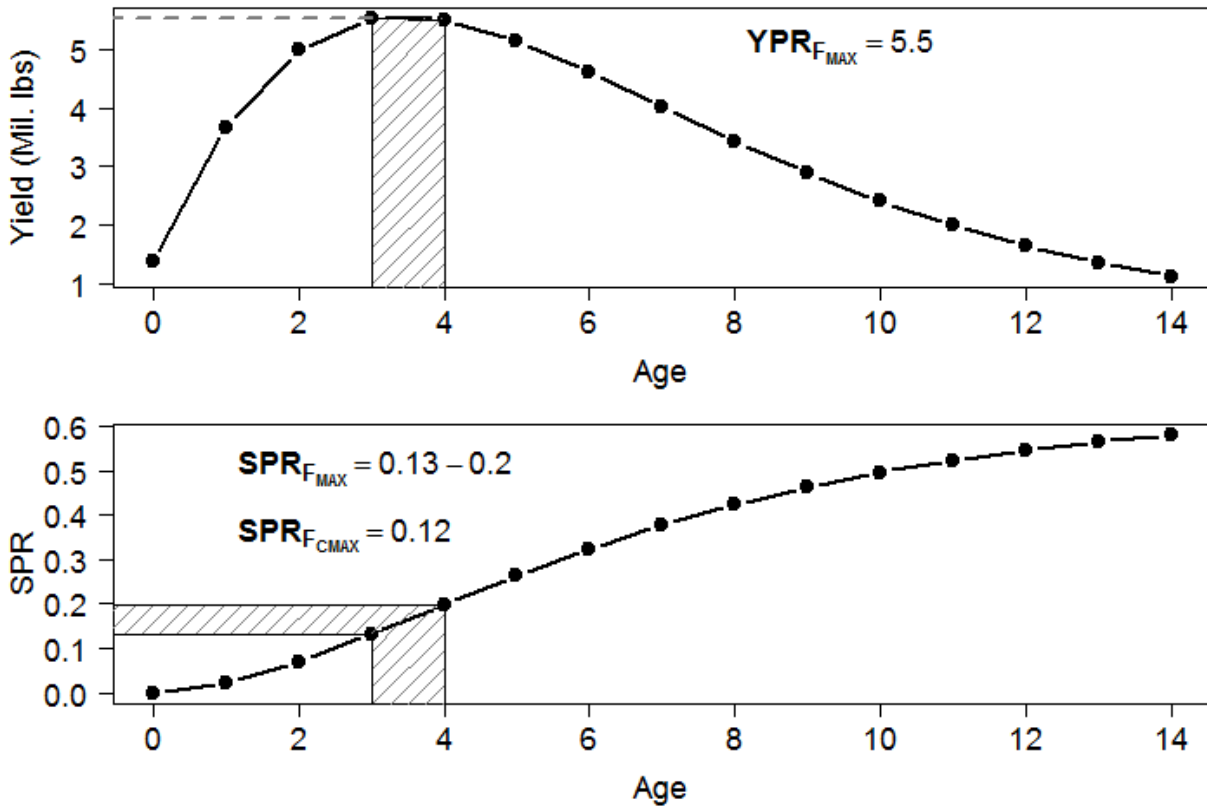 Yield (Mil. lbs)
5
4
3
2
1
YPR F MAX = 5.5
0 2 4 6 8 10 12 14
Age
SPR
0.6
0.5
0.4
0.3
0.2
0.1
0.0
SPR F MAX = 0.13 – 0.2
SPR F CMAX = 0.12
0 2 4 6 8 10 12 14
Age